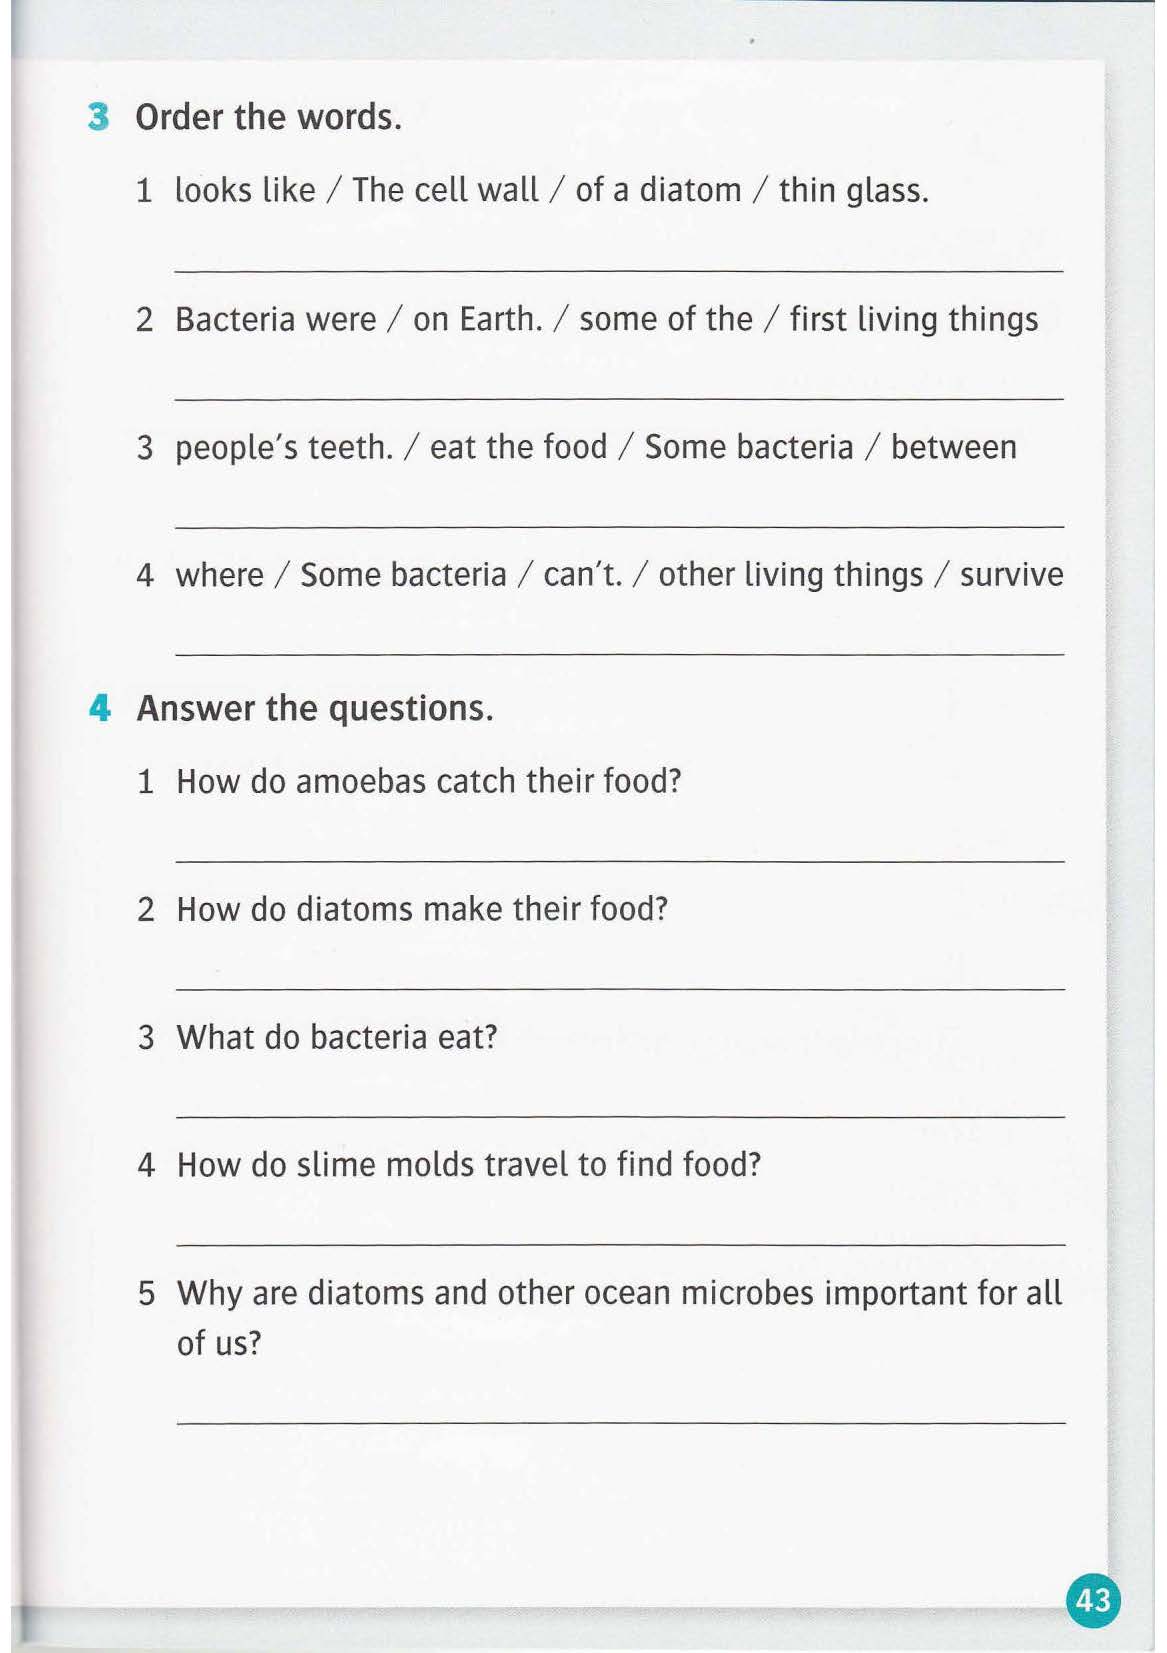 3 Order the words.
1 looks like / The cell wall / of a diatom / thin glass.
2 Bacteria were / on Earth. / some of the / first living things
3 people's teeth. / eat the food / Some bacteria / between
4 where / Some bacteria / can't. / other living things / survive
4 Answer the questions.
1 How do amoebas catch their food?
2 How do diatoms make their food?
3 What do bacteria eat?
4 How do slime molds travel to find food?
5 Why are diatoms and other ocean microbes important for all
of us?
43